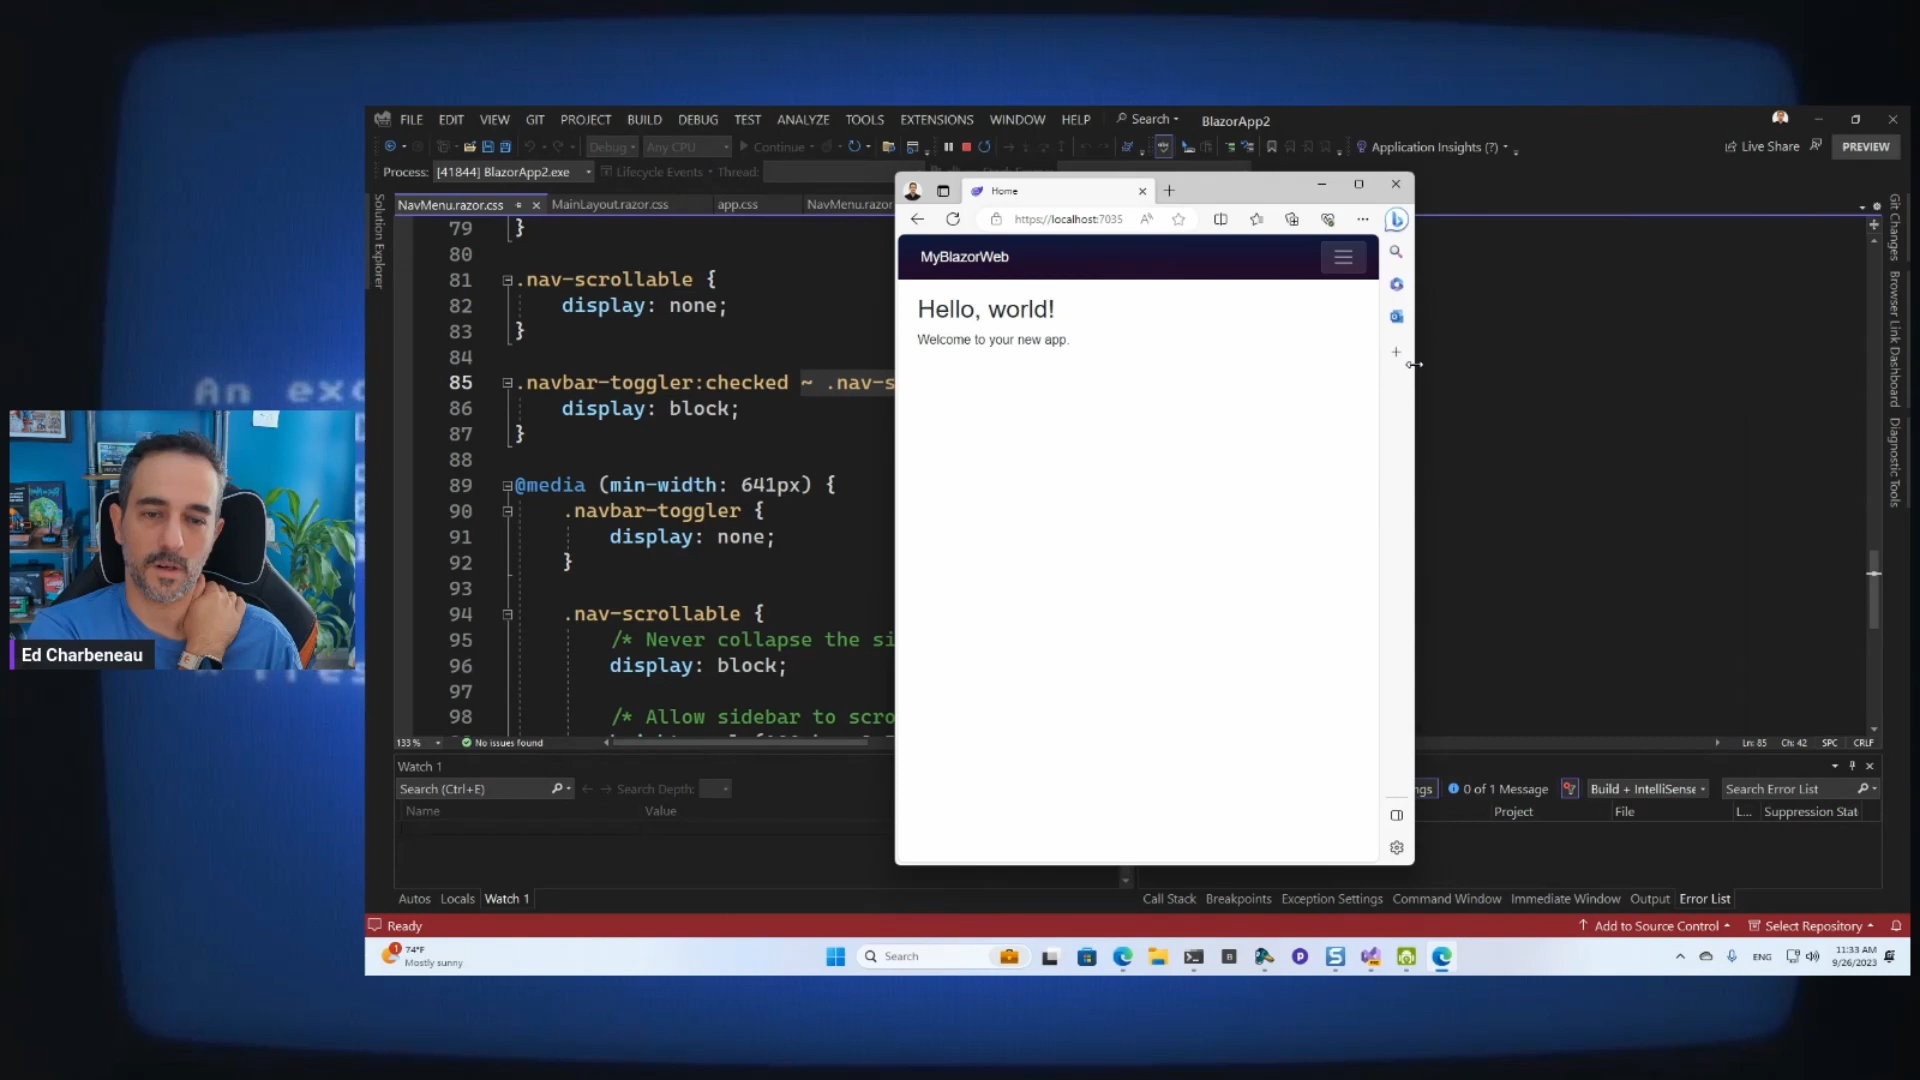 FILE EDIT VIEW GIT PROJECT BUILD DEBUG TEST ANALYZE TOOLS EXTENSIONS WINDOW HELP Search BlazorApp2
Debug Any CPU Continue Application Insights (?) Live Share PREVIEW
Process: [41844] BlazorApp2.exe Lifecycle Events Thread:
NavMenu.razor.css MainLayout.razor.css app.css NavMenu.razor
Solution Explorer
79 }
80
81 .nav-scrollable {
82 display: none;
83 }
84
85 .navbar-toggler:checked ~ .nav-s
86 display: block;
87 }
88
89 @media (min-width: 641px) {
90 .navbar-toggler {
91 display: none;
92 }
93
94 .nav-scrollable {
95 /* Never collapse the si
96 display: block;
97
98 /* Allow sidebar to scro
133 % No issues found
Ln: 85 Ch: 42 SPC CRLF
Home
https://localhost:7035
MyBlazorWeb
Hello, world!
Welcome to your new app.
Git Changes
Browser Link Dashboard
Diagnostic Tools
An exc
Ed Charbeneau
Watch 1
Search (Ctrl+E) Search Depth:
Name Value
ngs 0 of 1 Message Build + IntelliSense Search Error List
Project File L... Suppression Stat
Autos Locals Watch 1
Call Stack Breakpoints Exception Settings Command Window Immediate Window Output Error List
Ready Add to Source Control Select Repository
1 74°F
Mostly sunny
Search
ENG
11:33 AM
9/26/2023